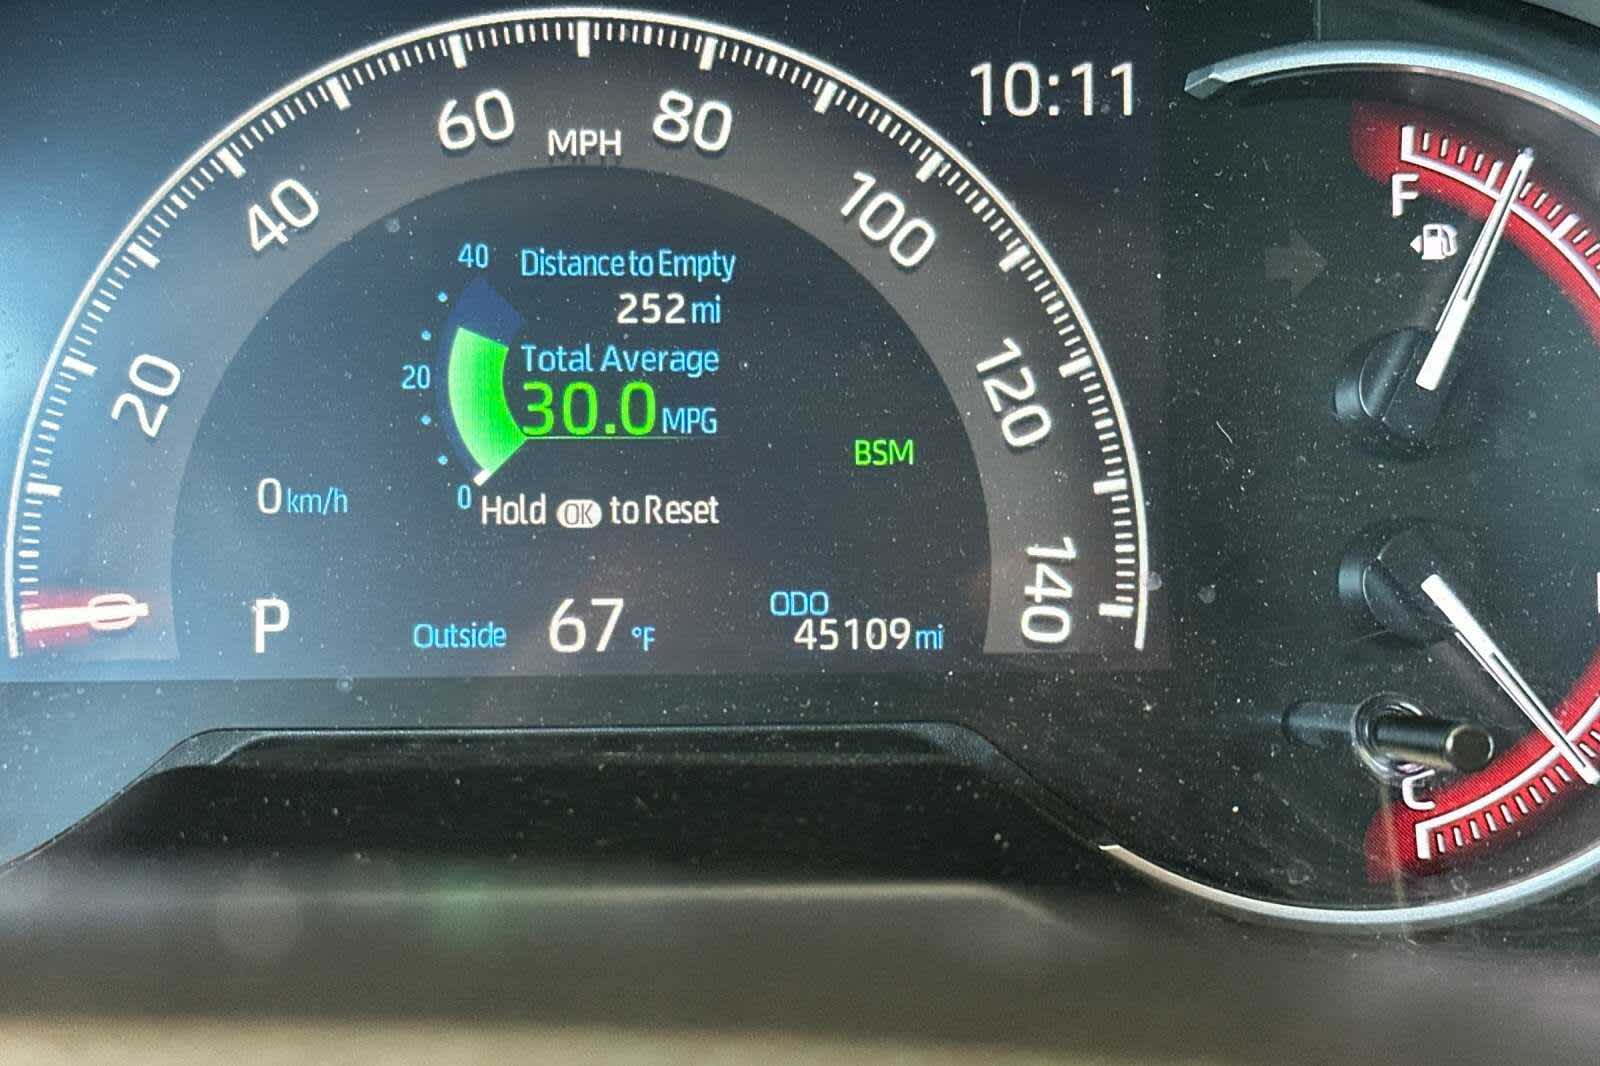 10:11
60
MPH
80
40
100
20
120
0
140
40
20
0
Distance to Empty
252 mi
Total Average
30.0 MPG
Hold OK to Reset
BSM
0 km/h
P
Outside 67 °F
ODO
45109 mi
F
C